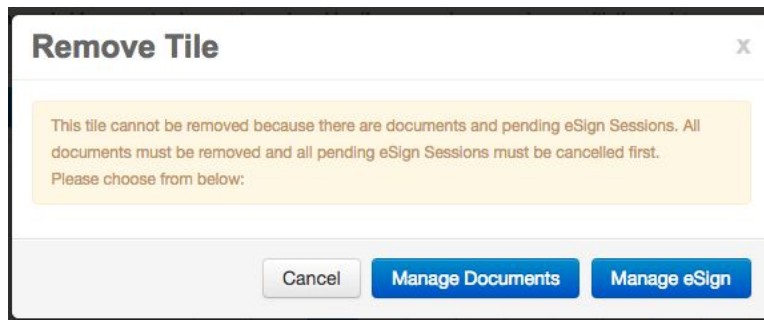 Remove Tile
x
This tile cannot be removed because there are documents and pending eSign Sessions. All
documents must be removed and all pending eSign Sessions must be cancelled first.
Please choose from below:
Cancel
Manage Documents
Manage eSign